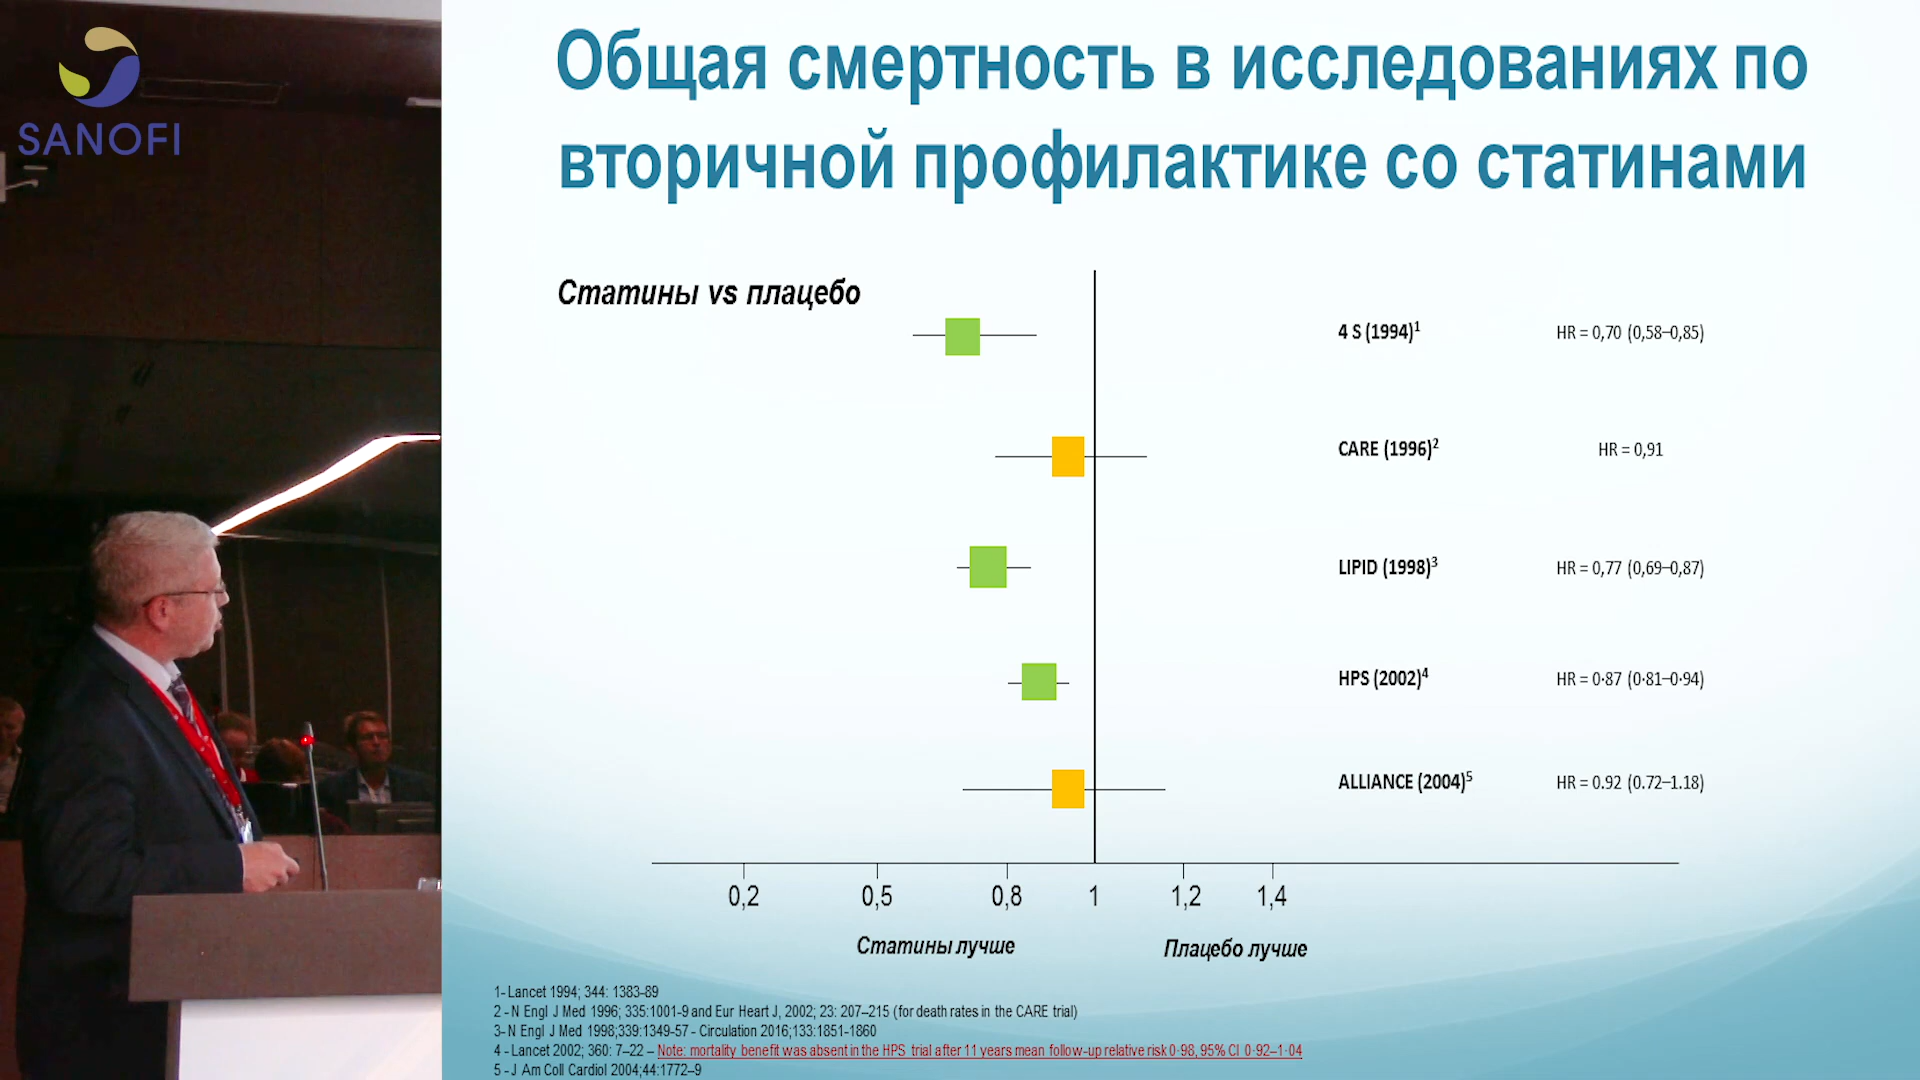 SANOFI
Общая смертность в исследованиях по
вторичной профилактике со статинами
Статины vs плацебо
4 S (1994)1 HR = 0,70 (0,58–0,85)
CARE (1996)2 HR = 0,91
LIPID (1998)3 HR = 0,77 (0,69–0,87)
HPS (2002)4 HR = 0·87 (0·81–0·94)
ALLIANCE (2004)5 HR = 0.92 (0.72–1.18)
0,2 0,5 0,8 1 1,2 1,4
Статины лучше Плацебо лучше
1- Lancet 1994; 344: 1383-89
2 - N Engl J Med 1996; 335:1001-9 and Eur Heart J, 2002; 23: 207–215 (for death rates in the CARE trial)
3- N Engl J Med 1998;339:1349-57 - Circulation 2016;133:1851-1860
4 - Lancet 2002; 360: 7–22 – Note: mortality benefit was absent in the HPS trial after 11 years mean follow-up relative risk 0·98, 95% CI 0·92–1·04
5 - J Am Coll Cardiol 2004;44:1772–9